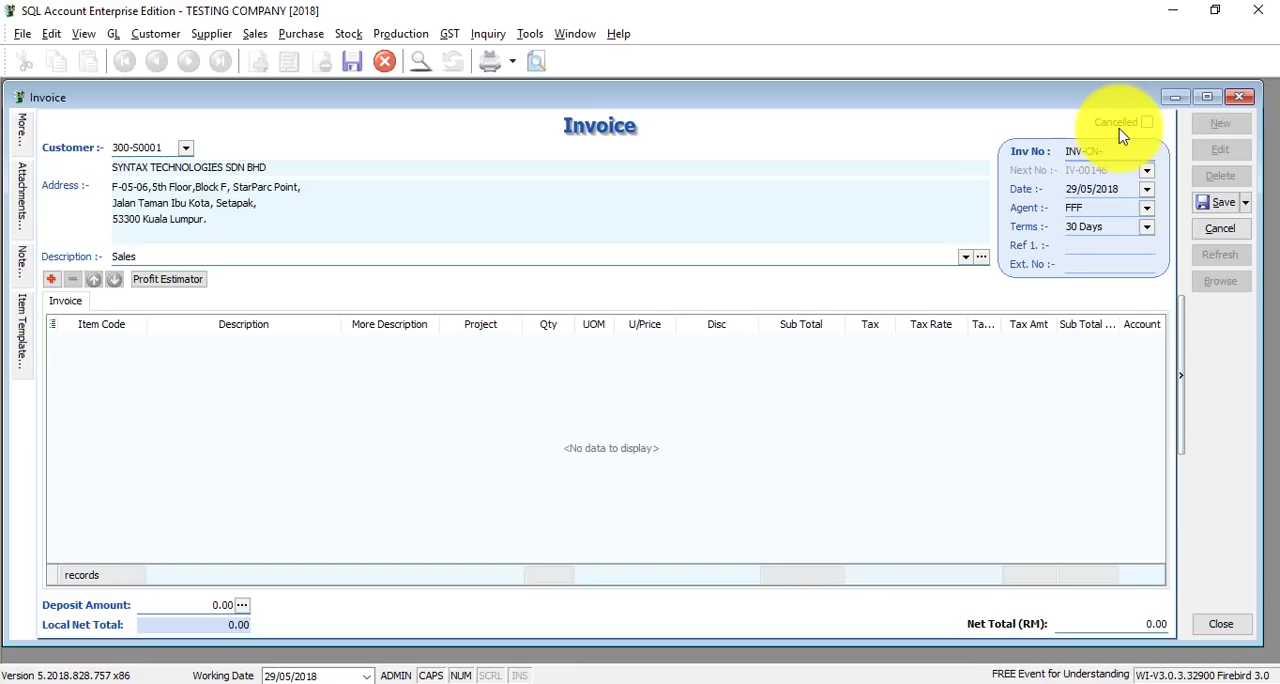 SQL Account Enterprise Edition - TESTING COMPANY [2018]
File Edit View GL Customer Supplier Sales Purchase Stock Production GST Inquiry Tools Window Help
Invoice
More...
Attachments...
Note...
Item Template...
Invoice
Cancelled
Customer :- 300-S0001
SYNTAX TECHNOLOGIES SDN BHD
Address :- F-05-06,5th Floor,Block F, StarParc Point,
Jalan Taman Ibu Kota, Setapak,
53300 Kuala Lumpur.
Description :- Sales
Inv No : INV-CN-
Next No :- IV-00146
Date :- 29/05/2018
Agent :- FFF
Terms :- 30 Days
Ref 1. :-
Ext. No :-
New
Edit
Delete
Save
Cancel
Refresh
Browse
Profit Estimator
Invoice
Item Code Description More Description Project Qty UOM U/Price Disc Sub Total Tax Tax Rate Ta... Tax Amt Sub Total ... Account
<No data to display>
records
Deposit Amount: 0.00
Local Net Total: 0.00
Net Total (RM): 0.00
Close
Version 5.2018.828.757 x86 Working Date 29/05/2018 ADMIN CAPS NUM SCRL INS FREE Event for Understanding WI-V3.0.3.32900 Firebird 3.0